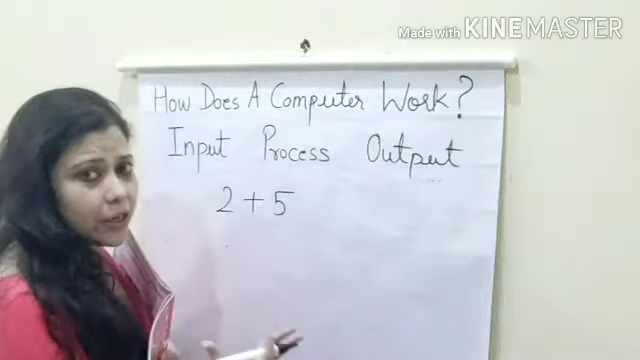 Made with KINEMASTER
How Does A Computer Work?
Input Process Output
2 + 5